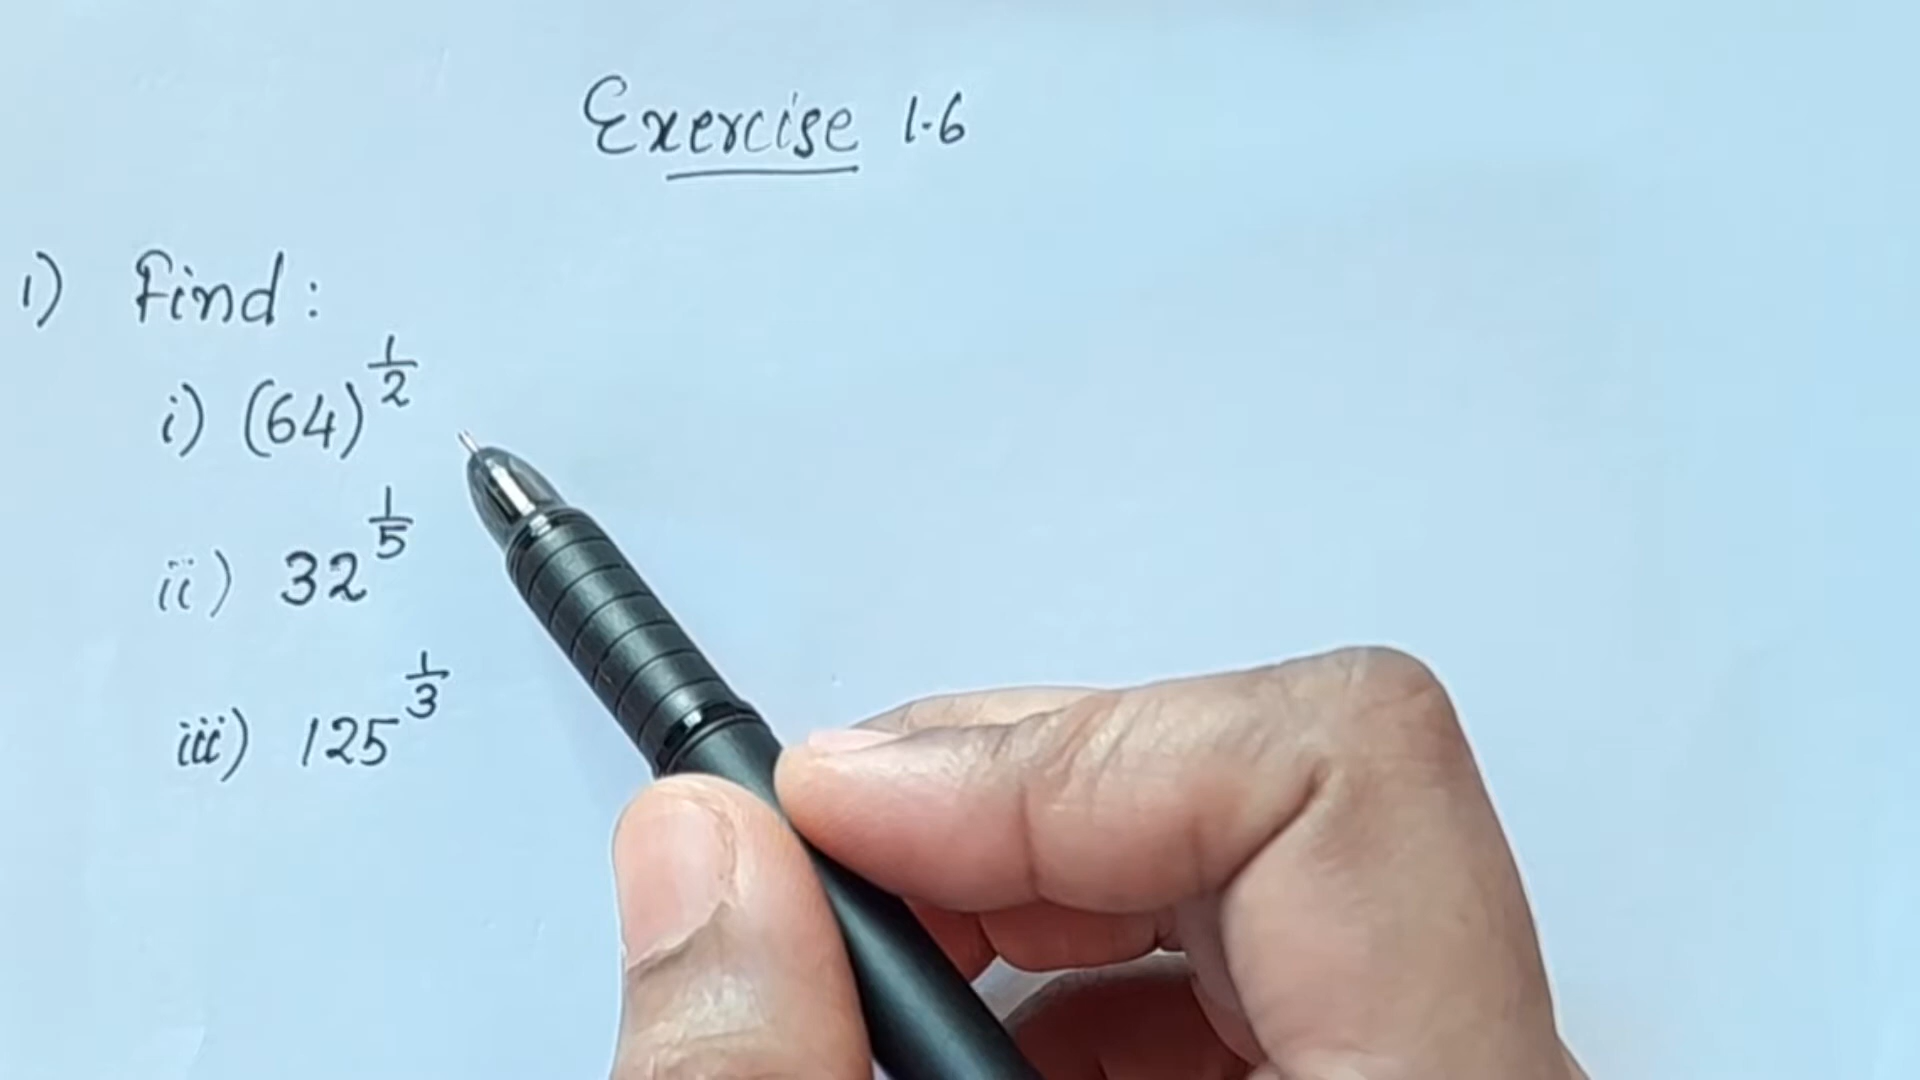 Exercise 1.6
1) Find:
i) (64)^{1/2}
ii) 32^{1/5}
iii) 125^{1/3}